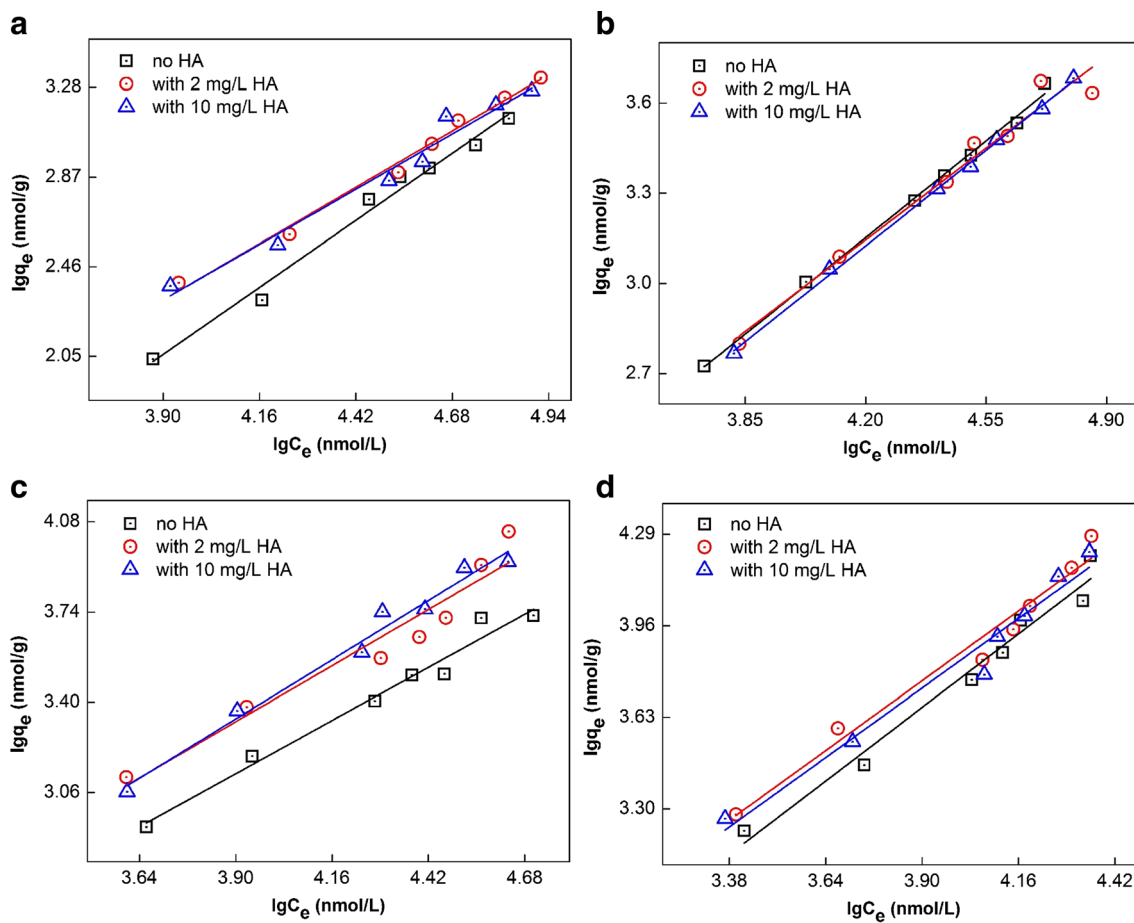 a
no HA
with 2 mg/L HA
with 10 mg/L HA
3.28
2.87
2.46
2.05
lgqe (nmol/g)
3.90 4.16 4.42 4.68 4.94
lgCe (nmol/L)
b
no HA
with 2 mg/L HA
with 10 mg/L HA
3.6
3.3
3.0
2.7
lgqe (nmol/g)
3.85 4.20 4.55 4.90
lgCe (nmol/L)
c
no HA
with 2 mg/L HA
with 10 mg/L HA
4.08
3.74
3.40
3.06
lgqe (nmol/g)
3.64 3.90 4.16 4.42 4.68
lgCe (nmol/L)
d
no HA
with 2 mg/L HA
with 10 mg/L HA
4.29
3.96
3.63
3.30
lgqe (nmol/g)
3.38 3.64 3.90 4.16 4.42
lgCe (nmol/L)